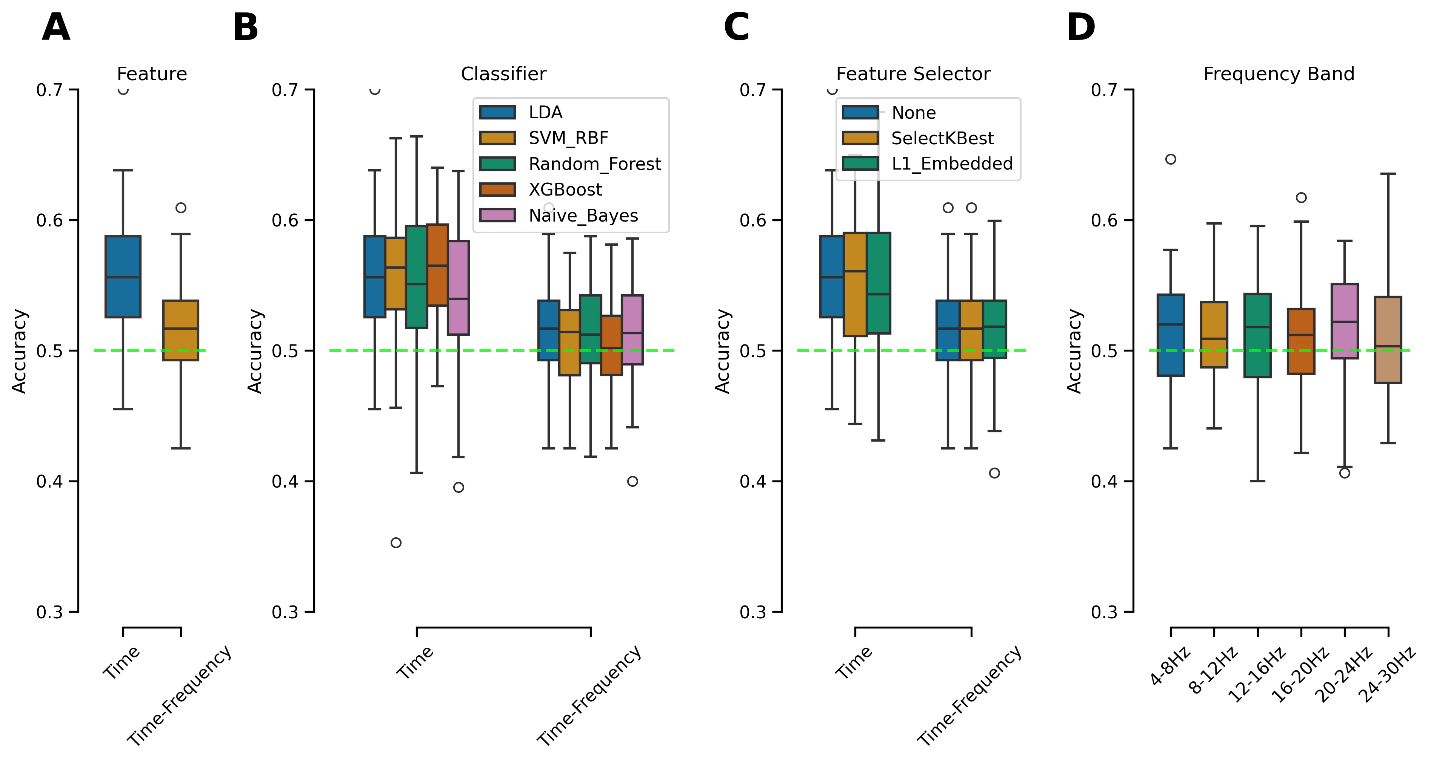 A
B
C
D
Feature
Classifier
Feature Selector
Frequency Band
0.7
0.6
0.5
0.4
0.3
Accuracy
Time
Time-Frequency
0.7
0.6
0.5
0.4
0.3
Accuracy
LDA
SVM_RBF
Random_Forest
XGBoost
Naive_Bayes
Time
Time-Frequency
0.7
0.6
0.5
0.4
0.3
Accuracy
None
SelectKBest
L1_Embedded
Time
Time-Frequency
0.7
0.6
0.5
0.4
0.3
Accuracy
4-8Hz
8-12Hz
12-16Hz
16-20Hz
20-24Hz
24-30Hz